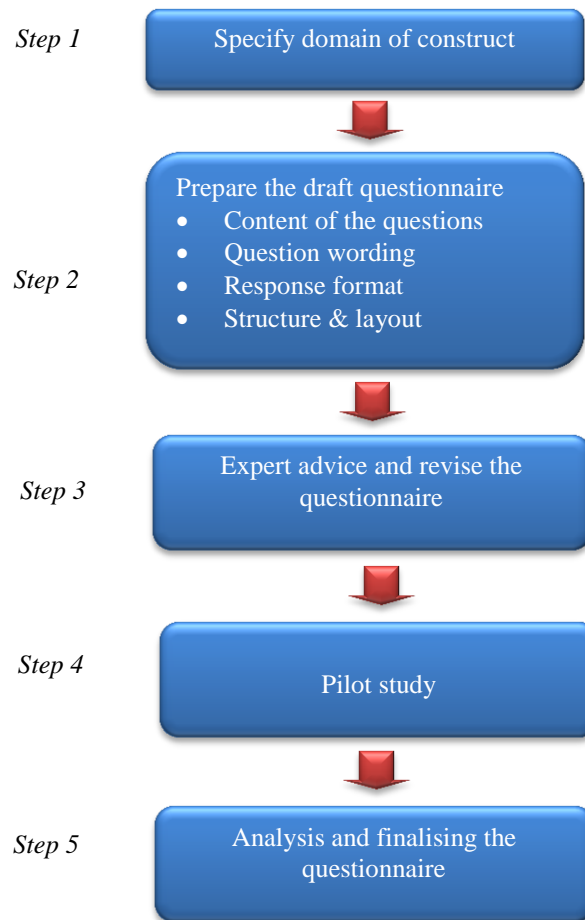 Step 1
Specify domain of construct
Step 2
Prepare the draft questionnaire
• Content of the questions
• Question wording
• Response format
• Structure & layout
Step 3
Expert advice and revise the
questionnaire
Step 4
Pilot study
Step 5
Analysis and finalising the
questionnaire